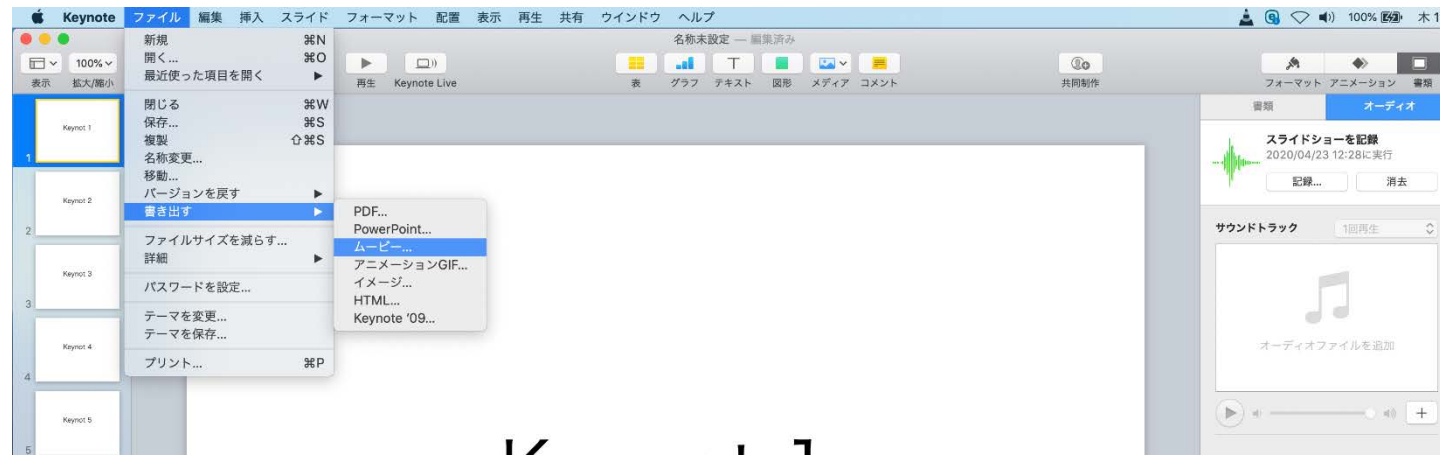 Keynote ファイル 編集 挿入 スライド フォーマット 配置 表示 再生 共有 ウインドウ ヘルプ 100% 木1
名称未設定 — 編集済み
100%
表示 拡大/縮小 再生 Keynote Live 表 グラフ テキスト 図形 メディア コメント 共同制作 フォーマット アニメーション 書類
新規 ⌘N
開く... ⌘O
最近使った項目を開く ▶
閉じる ⌘W
保存... ⌘S
複製 ⇧⌘S
名称変更...
移動...
バージョンを戻す ▶
書き出す ▶
ファイルサイズを減らす...
詳細 ▶
パスワードを設定...
テーマを変更...
テーマを保存...
プリント... ⌘P
PDF...
PowerPoint...
ムービー...
アニメーションGIF...
イメージ...
HTML...
Keynote '09...
Keynot 1
1
Keynot 2
2
Keynot 3
3
Keynot 4
4
Keynot 5
5
書類 オーディオ
スライドショーを記録
2020/04/23 12:28に実行
記録... 消去
サウンドトラック 1回再生
オーディオファイルを追加